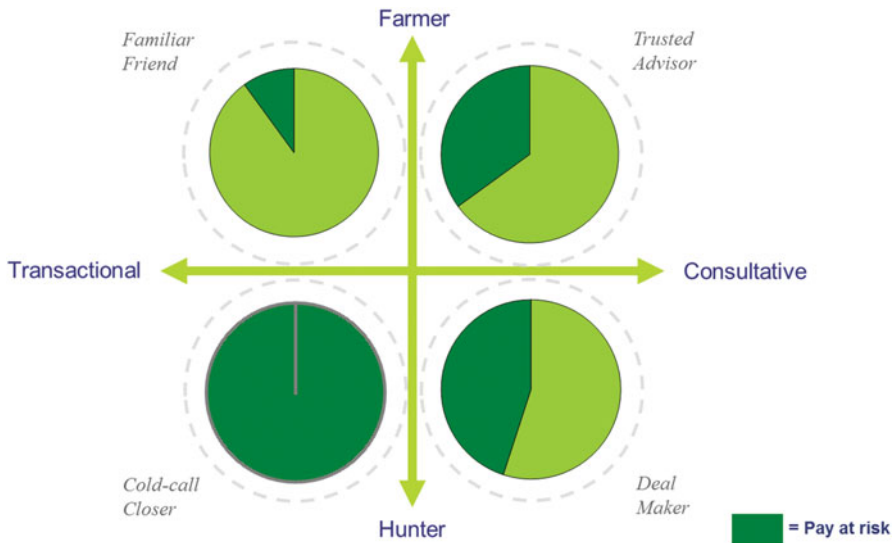 Farmer
Familiar
Friend
Trusted
Advisor
Transactional
Consultative
Cold-call
Closer
Deal
Maker
Hunter
= Pay at risk